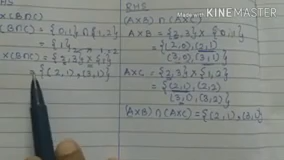 HS
(B∩C) = {0,1} ∩ {1,2}
= {1}
X(B∩C) = {2,3} X {1}
= {(2,1), (3,1)}
RHS
(A×B) ∩ (A×C)
A×B = {2,3} X {0,1}
= {(2,0), (2,1)
(3,0), (3,1)}
A×C = {2,3} X {1,2}
= {(2,1), (2,2)
(3,1), (3,2)}
(A×B) ∩ (A×C) = {(2,1), (3,1)}
Made with KINEMASTER